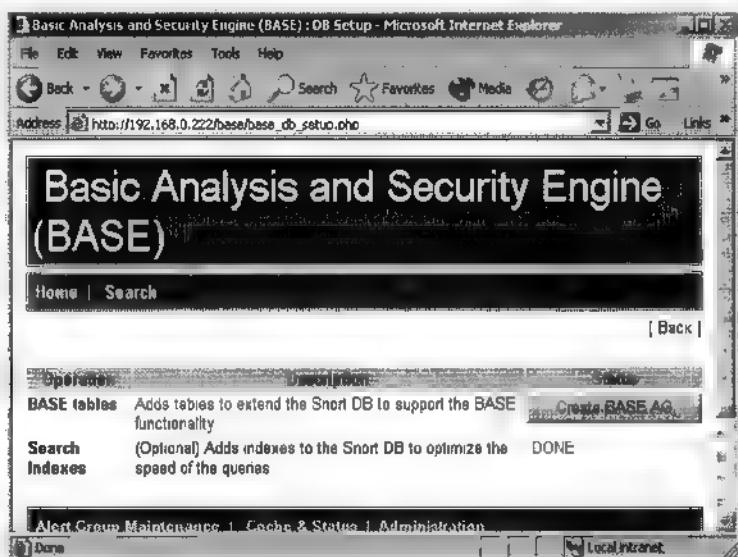 Basic Analysis and Security Engine (BASE) : DB Setup - Microsoft Internet Explorer
File Edit View Favorites Tools Help
Back Search Favorites Media
Address http://192.168.0.222/base/base_db_setup.php Go Links
Basic Analysis and Security Engine
(BASE)
Home | Search
[ Back ]
Operation Description Status
BASE tables Adds tables to extend the Snort DB to support the BASE Create BASE AG
functionality
Search (Optional) Adds indexes to the Snort DB to optimize the DONE
Indexes speed of the queries
Alert Group Maintenance | Cache & Status | Administration
Done Local intranet